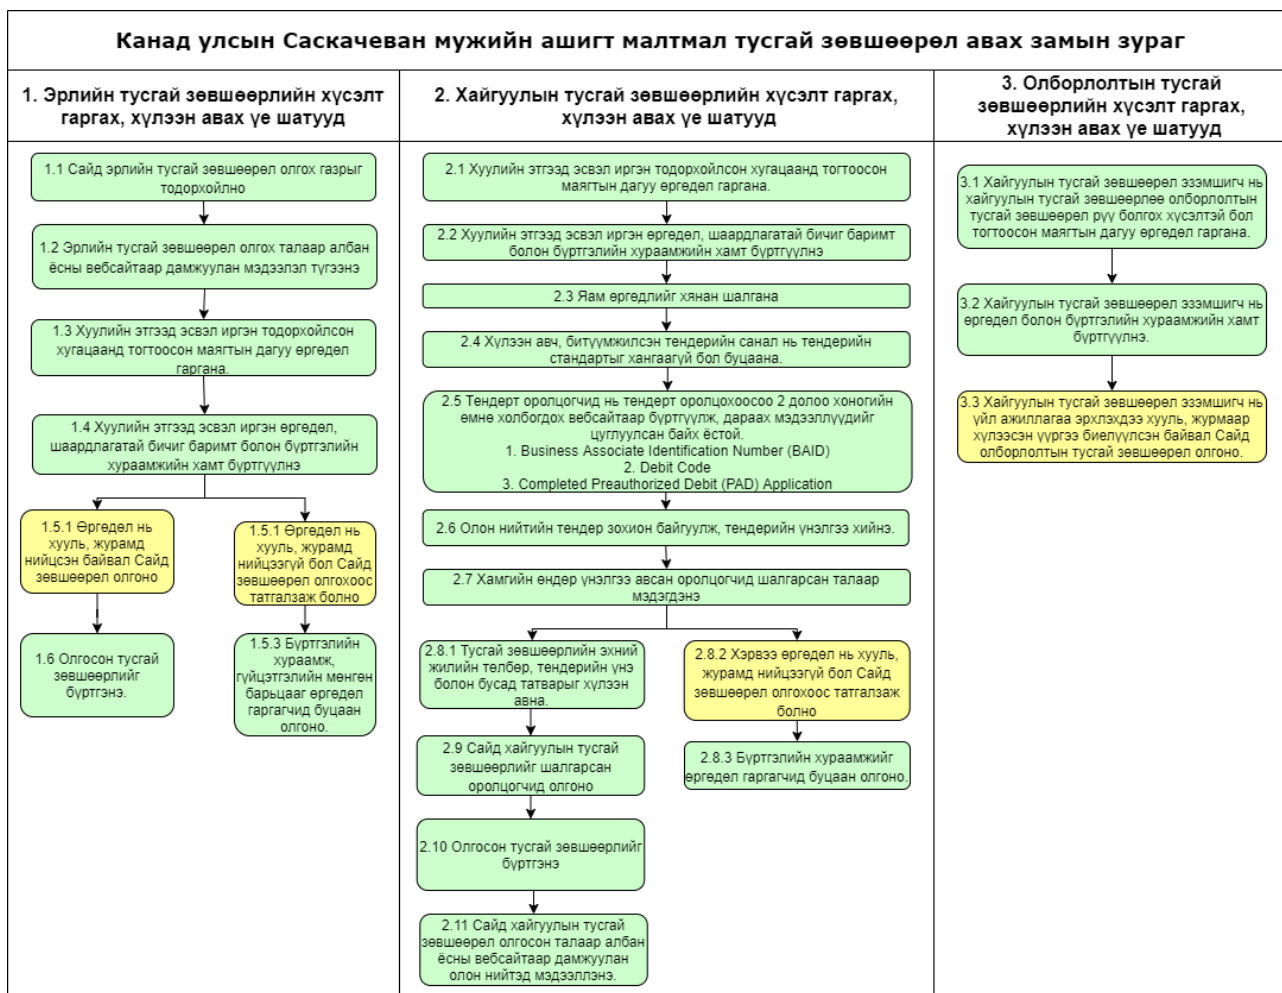 Канад улсын Саскачеван мужийн ашигт малтмал тусгай зөвшөөрөл авах замын зураг
1. Эрлийн тусгай зөвшөөрлийн хүсэлт
гаргах, хүлээн авах үе шатууд
1.1 Сайд эрлийн тусгай зөвшөөрөл олгох газрыг
тодорхойлно
1.2 Эрлийн тусгай зөвшөөрөл олгох талаар албан
ёсны вебсайтаар дамжуулан мэдээлэл түгээнэ
1.3 Хуулийн этгээд эсвэл иргэн тодорхойлсон
хугацаанд тогтоосон маягтын дагуу өргөдөл
гаргана.
1.4 Хуулийн этгээд эсвэл иргэн өргөдөл,
шаардлагатай бичиг баримт болон бүртгэлийн
хураамжийн хамт бүртгүүлнэ
1.5.1 Өргөдөл нь
хууль, журамд
нийцсэн байвал Сайд
зөвшөөрөл олгоно
1.5.1 Өргөдөл нь
хууль, журамд
нийцээгүй бол Сайд
зөвшөөрөл олгохоос
татгалзаж болно
1.6 Олгосон тусгай
зөвшөөрлийг
бүртгэнэ.
1.5.3 Бүртгэлийн
хураамж,
гүйцэтгэлийн мөнгөн
барьцааг өргөдөл
гаргагчид буцаан
олгоно.
2. Хайгуулын тусгай зөвшөөрлийн хүсэлт гаргах,
хүлээн авах үе шатууд
2.1 Хуулийн этгээд эсвэл иргэн тодорхойлсон хугацаанд тогтоосон
маягтын дагуу өргөдөл гаргана.
2.2 Хуулийн этгээд эсвэл иргэн өргөдөл, шаардлагатай бичиг баримт
болон бүртгэлийн хураамжийн хамт бүртгүүлнэ
2.3 Яам өргөдлийг хянан шалгана
2.4 Хүлээн авч, битүүмжилсэн тендерийн санал нь тендерийн
стандартыг хангаагүй бол буцаана.
2.5 Тендерт оролцогчид нь тендерт оролцохоосоо 2 долоо хоногийн
өмнө холбогдох вебсайтаар бүртгүүлж, дараах мэдээллүүдийг
цуглуулсан байх ёстой.
1. Business Associate Identification Number (BAID)
2. Debit Code
3. Completed Preauthorized Debit (PAD) Application
2.6 Олон нийтийн тендер зохион байгуулж, тендерийн үнэлгээ хийнэ.
2.7 Хамгийн өндөр үнэлгээ авсан оролцогчид шалгарсан талаар
мэдэгдэнэ
2.8.1 Тусгай зөвшөөрлийн эхний
жилийн төлбөр, тендерийн үнэ
болон бусад татварыг хүлээн
авна.
2.8.2 Хэрвээ өргөдөл нь хууль,
журамд нийцээгүй бол Сайд
зөвшөөрөл олгохоос татгалзаж
болно
2.9 Сайд хайгуулын тусгай
зөвшөөрлийг шалгарсан
оролцогчид олгоно
2.8.3 Бүртгэлийн хураамжийг
өргөдөл гаргагчид буцаан олгоно.
2.10 Олгосон тусгай зөвшөөрлийг
бүртгэнэ
2.11 Сайд хайгуулын тусгай
зөвшөөрөл олгосон талаар албан
ёсны вебсайтаар дамжуулан
олон нийтэд мэдээллэнэ.
3. Олборлолтын тусгай
зөвшөөрлийн хүсэлт гаргах,
хүлээн авах үе шатууд
3.1 Хайгуулын тусгай зөвшөөрөл эзэмшигч нь
хайгуулын тусгай зөвшөөрлөө олборлолтын
тусгай зөвшөөрөл рүү болгох хүсэлтэй бол
тогтоосон маягтын дагуу өргөдөл гаргана.
3.2 Хайгуулын тусгай зөвшөөрөл эзэмшигч нь
өргөдөл болон бүртгэлийн хураамжийн хамт
бүртгүүлнэ.
3.3 Хайгуулын тусгай зөвшөөрөл эзэмшигч нь
үйл ажиллагаа эрхлэхдээ хууль, журмаар
хүлээсэн үүргээ биелүүлсэн байвал Сайд
олборлолтын тусгай зөвшөөрөл олгоно.